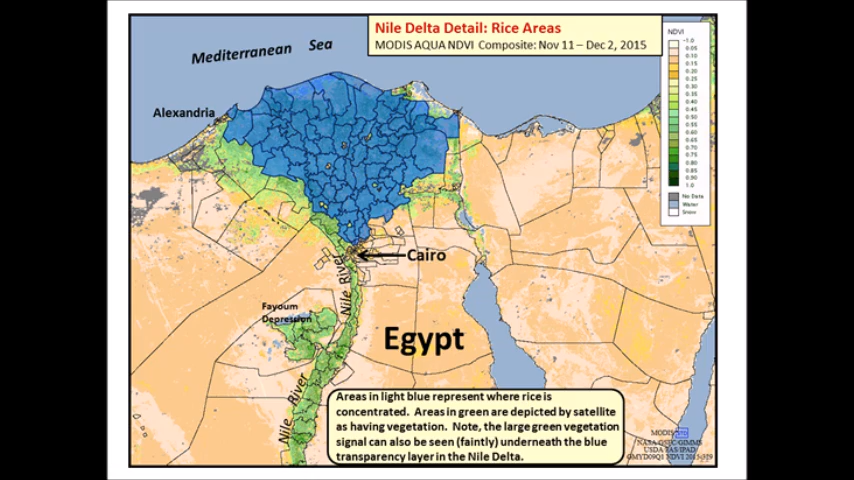 Nile Delta Detail: Rice Areas
MODIS AQUA NDVI Composite: Nov 11 – Dec 2, 2015
Mediterranean Sea
Alexandria
NDVI
-1.0
0.05
0.10
0.15
0.20
0.25
0.30
0.35
0.40
0.45
0.50
0.55
0.60
0.65
0.70
0.75
0.80
0.85
0.90
1.0
No Data
Water
Snow
Cairo
Nile River
Fayoum
Depression
Egypt
Nile River
Areas in light blue represent where rice is
concentrated. Areas in green are depicted by satellite
as having vegetation. Note, the large green vegetation
signal can also be seen (faintly) underneath the blue
transparency layer in the Nile Delta.
NASA GSFC GIMMS
USDA FAS/IPAD